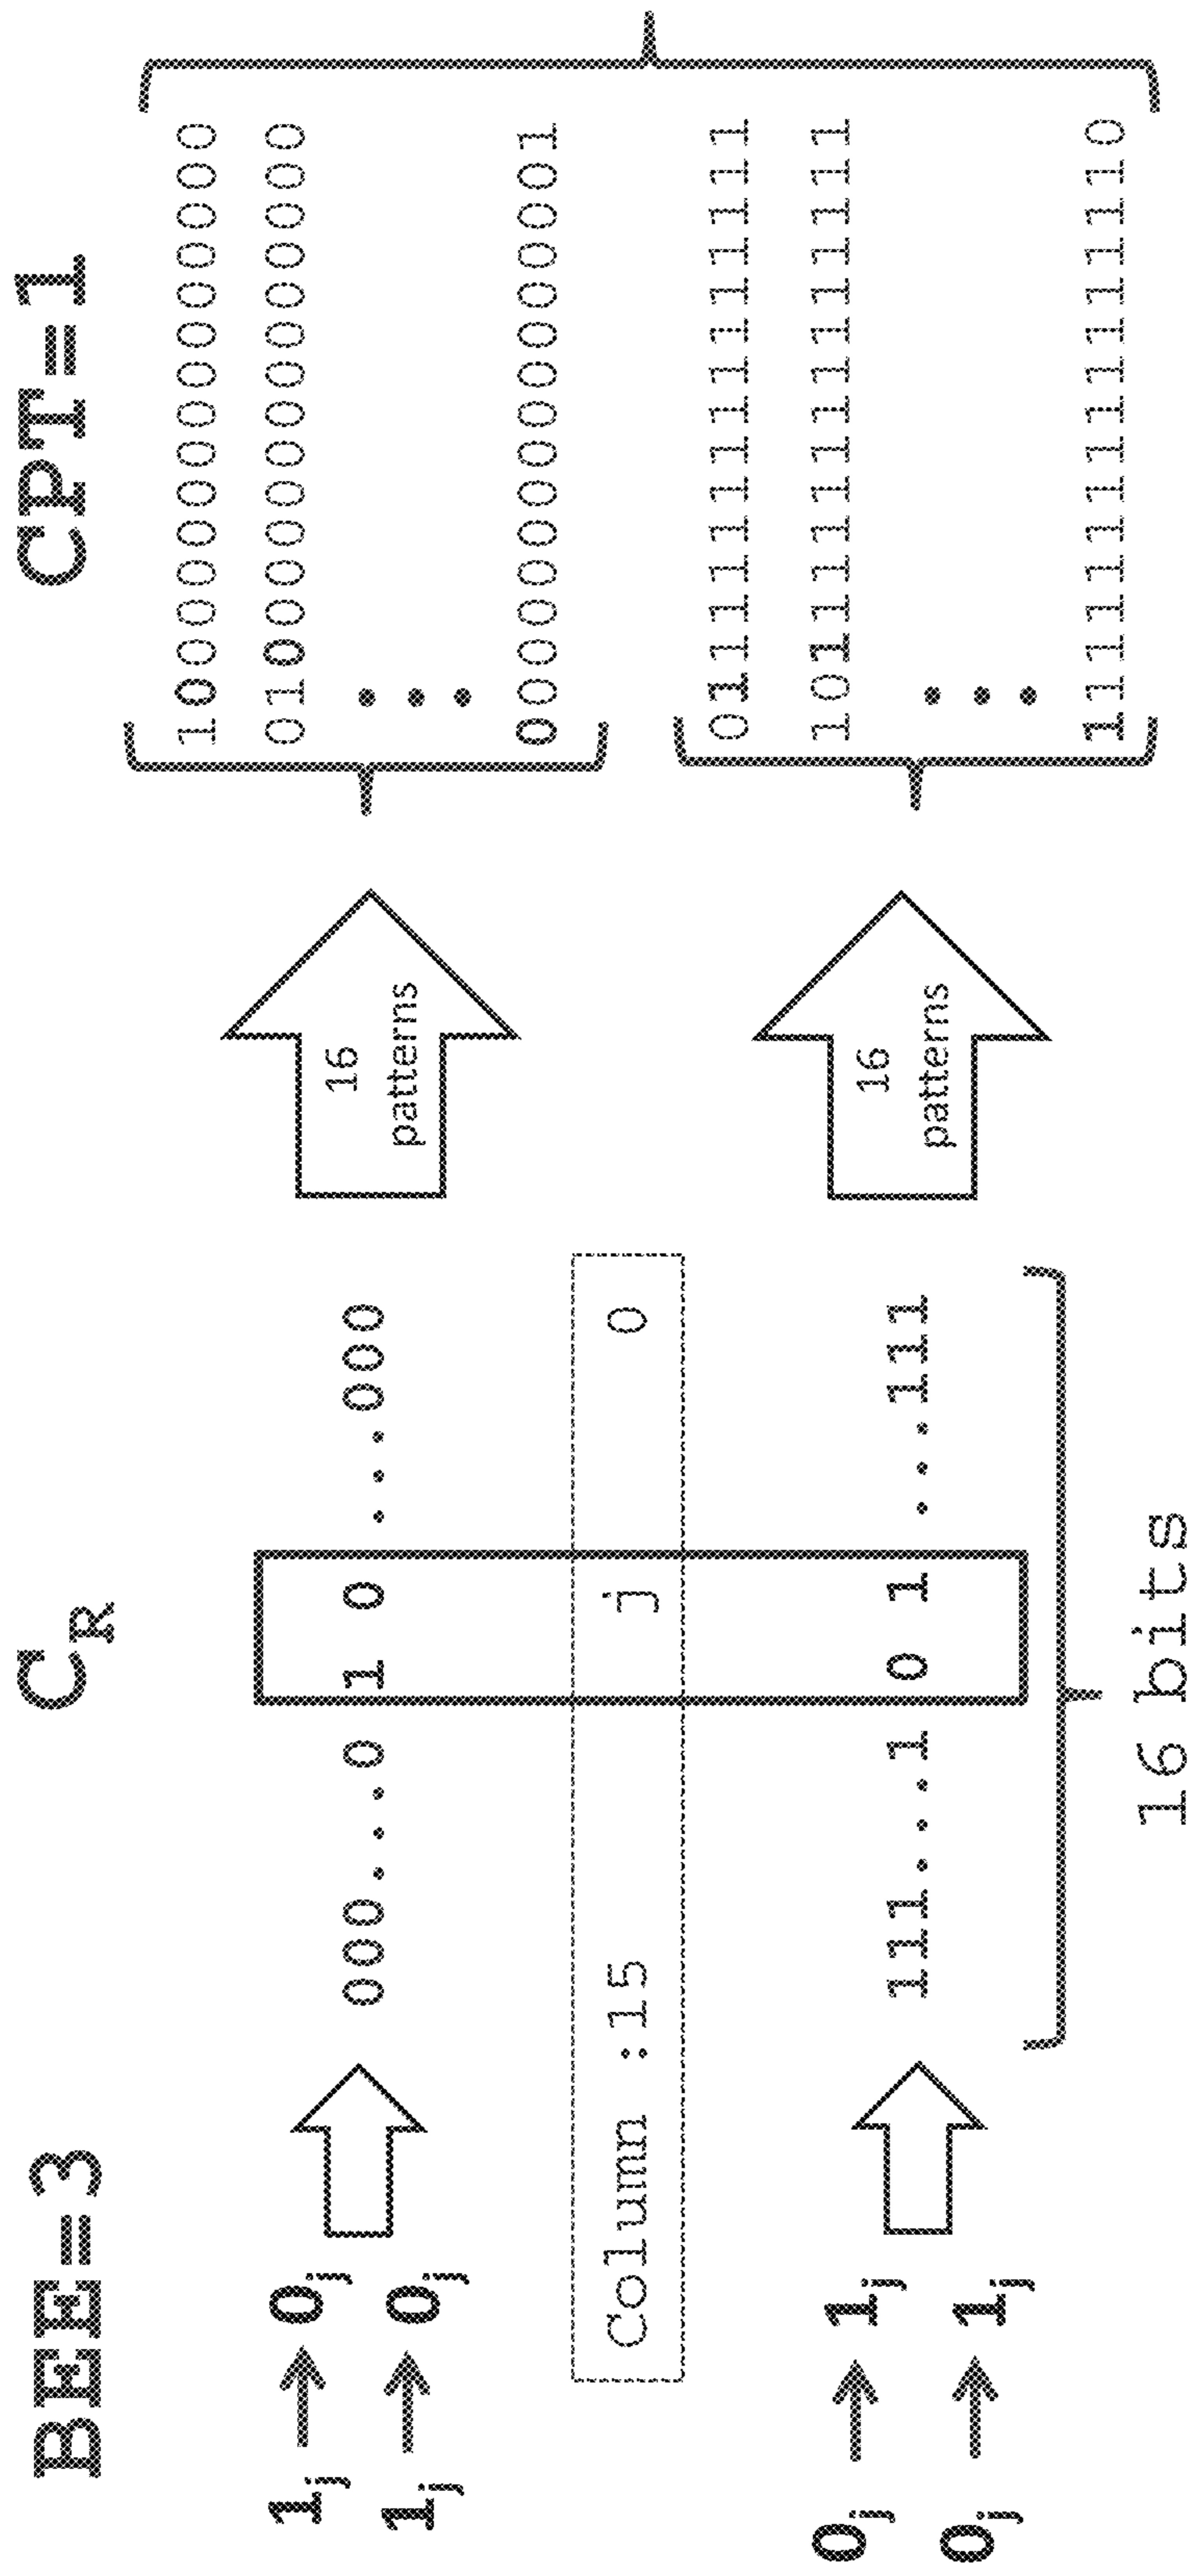 BEE=3
C_R
CPT=1
1_j → 0_j
1_j → 0_j
000...0 1 0 ...000
16
patterns
1000000000000000
0100000000000000
...
0000000000000001
Column :15 j 0
0_j → 1_j
0_j → 1_j
111...1 0 1 ...111
16
patterns
0111111111111111
1011111111111111
...
1111111111111110
16 bits